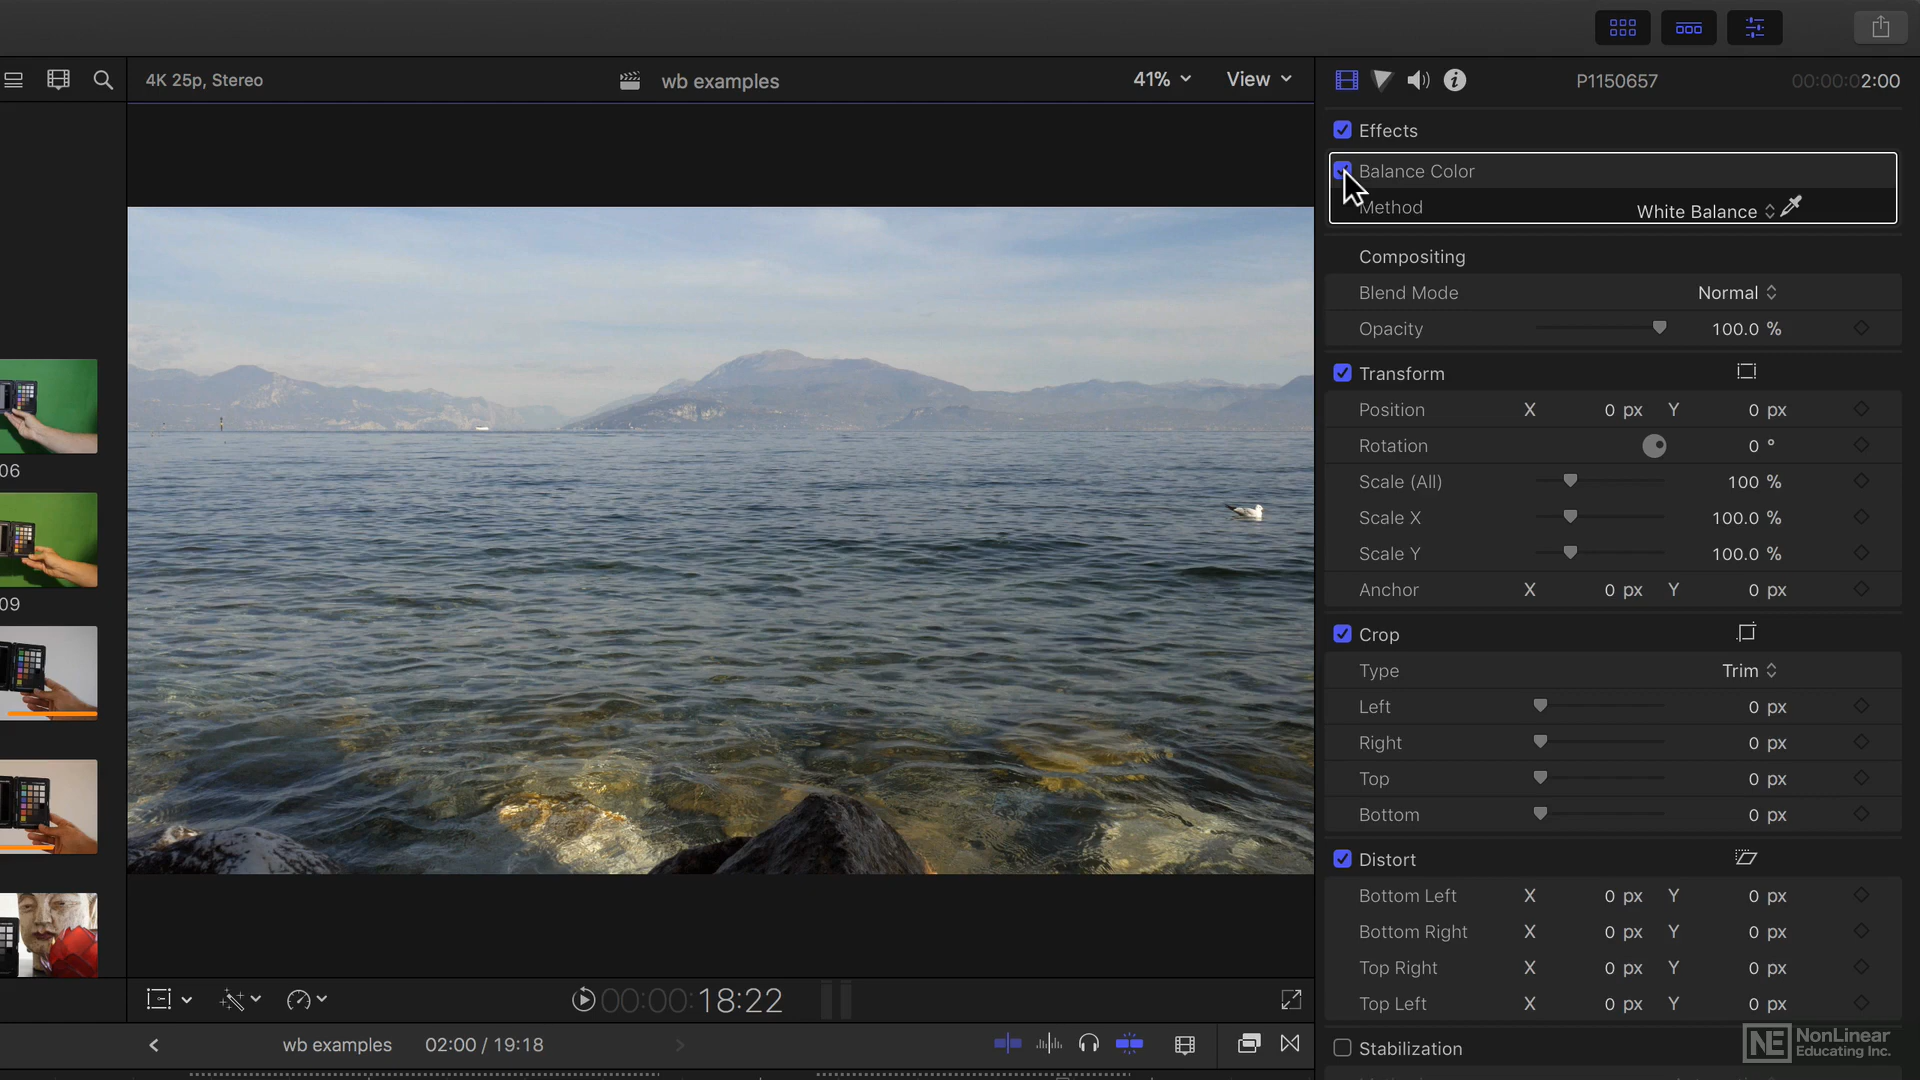 4K 25p, Stereo
wb examples
41%
View
P1150657
00:00:02:00
Effects
Balance Color
Method
White Balance
Compositing
Blend Mode
Normal
Opacity
100.0 %
Transform
Position X 0 px Y 0 px
Rotation 0 °
Scale (All) 100 %
Scale X 100.0 %
Scale Y 100.0 %
Anchor X 0 px Y 0 px
Crop
Type Trim
Left 0 px
Right 0 px
Top 0 px
Bottom 0 px
Distort
Bottom Left X 0 px Y 0 px
Bottom Right X 0 px Y 0 px
Top Right X 0 px Y 0 px
Top Left X 0 px Y 0 px
Stabilization
06
09
00:00:18:22
wb examples
02:00 / 19:18
NE NonLinear
Educating Inc.